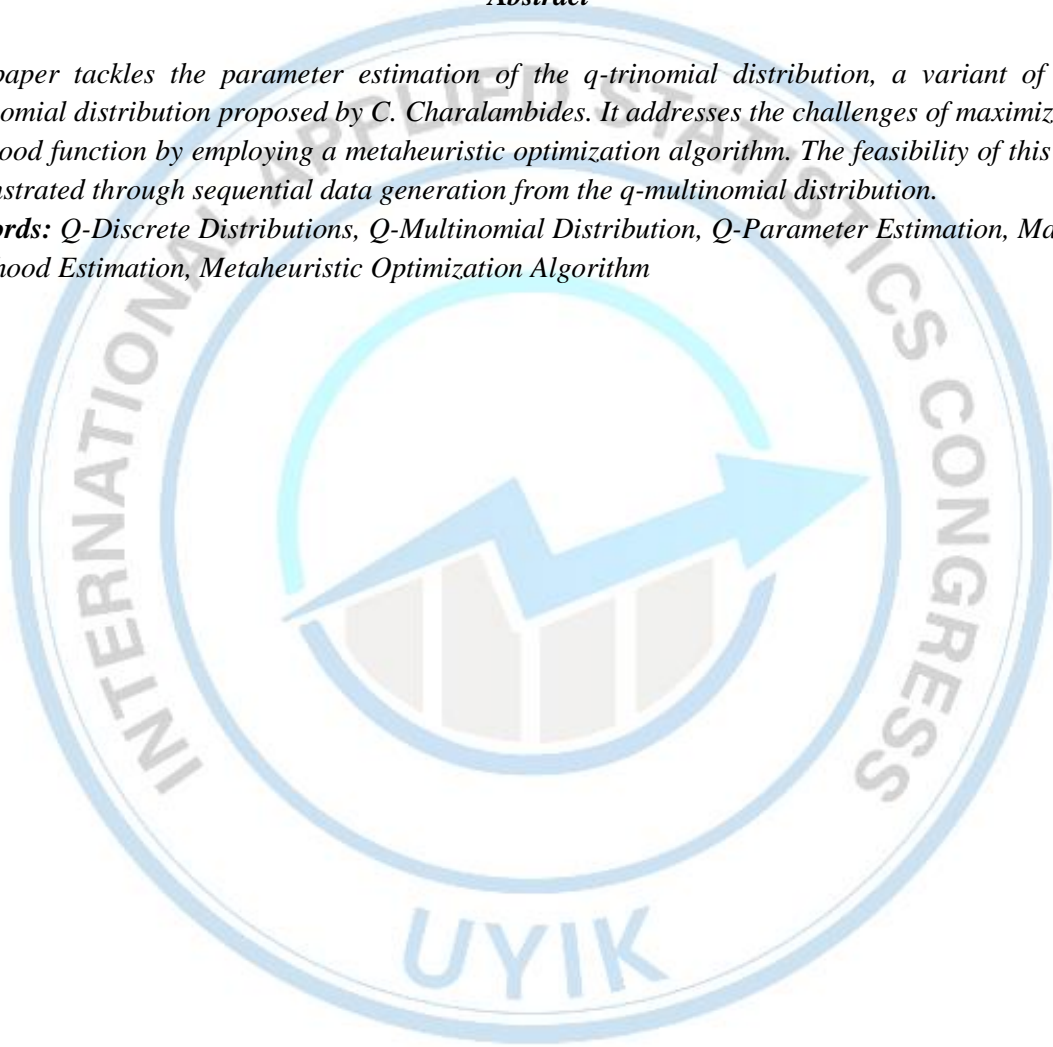 Abstract
paper tackles the parameter estimation of the q-trinomial distribution, a variant of
nomial distribution proposed by C. Charalambides. It addresses the challenges of maximiz
ood function by employing a metaheuristic optimization algorithm. The feasibility of this
nstrated through sequential data generation from the q-multinomial distribution.
ords: Q-Discrete Distributions, Q-Multinomial Distribution, Q-Parameter Estimation, Ma
hood Estimation, Metaheuristic Optimization Algorithm
INTERNATIONAL APPLIED STATISTICS CONGRESS
UYIK